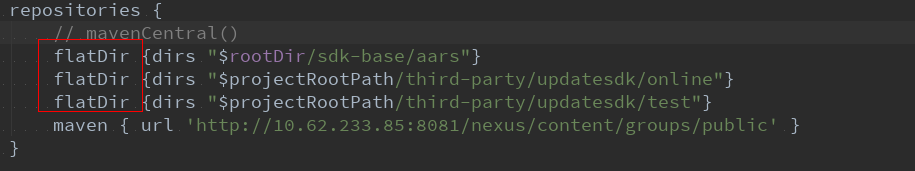 repositories {
// mavenCentral()
flatDir {dirs "$rootDir/sdk-base/aars"}
flatDir {dirs "$projectRootPath/third-party/updatesdk/online"}
flatDir {dirs "$projectRootPath/third-party/updatesdk/test"}
maven { url 'http://10.62.233.85:8081/nexus/content/groups/public' }
}